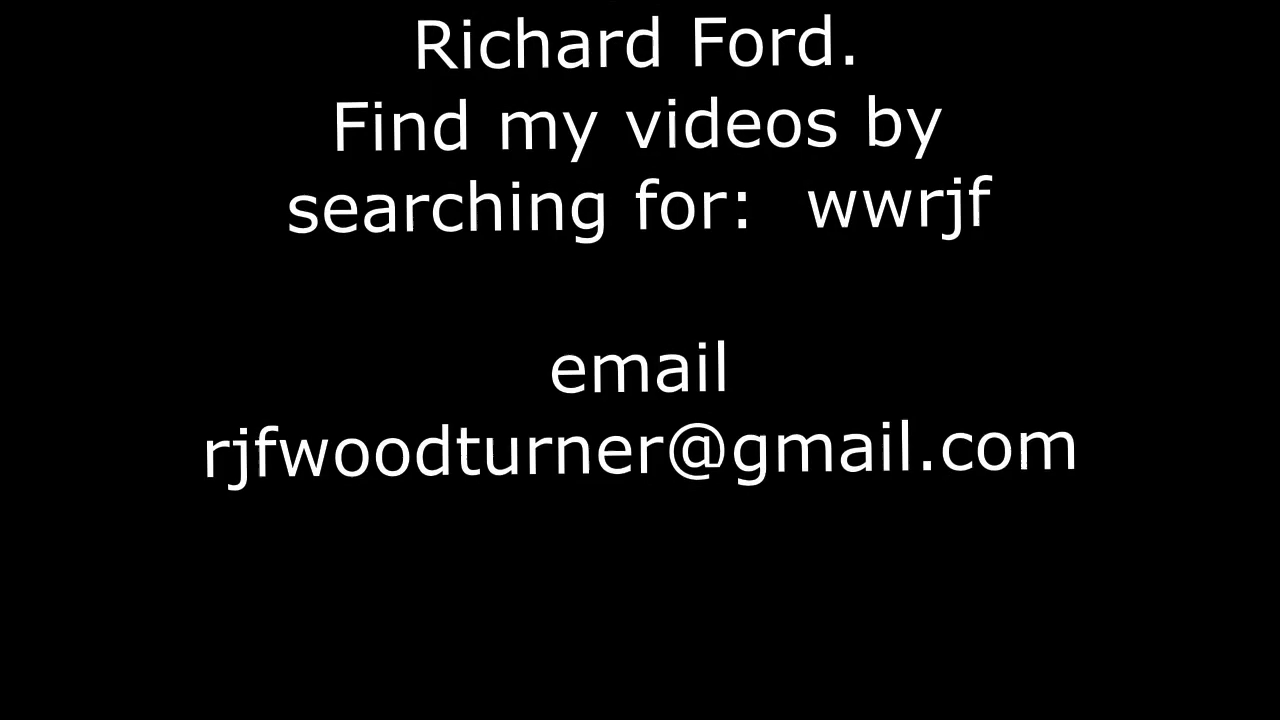 Richard Ford.
Find my videos by
searching for:  wwrjf
email
rjfwoodturner@gmail.com